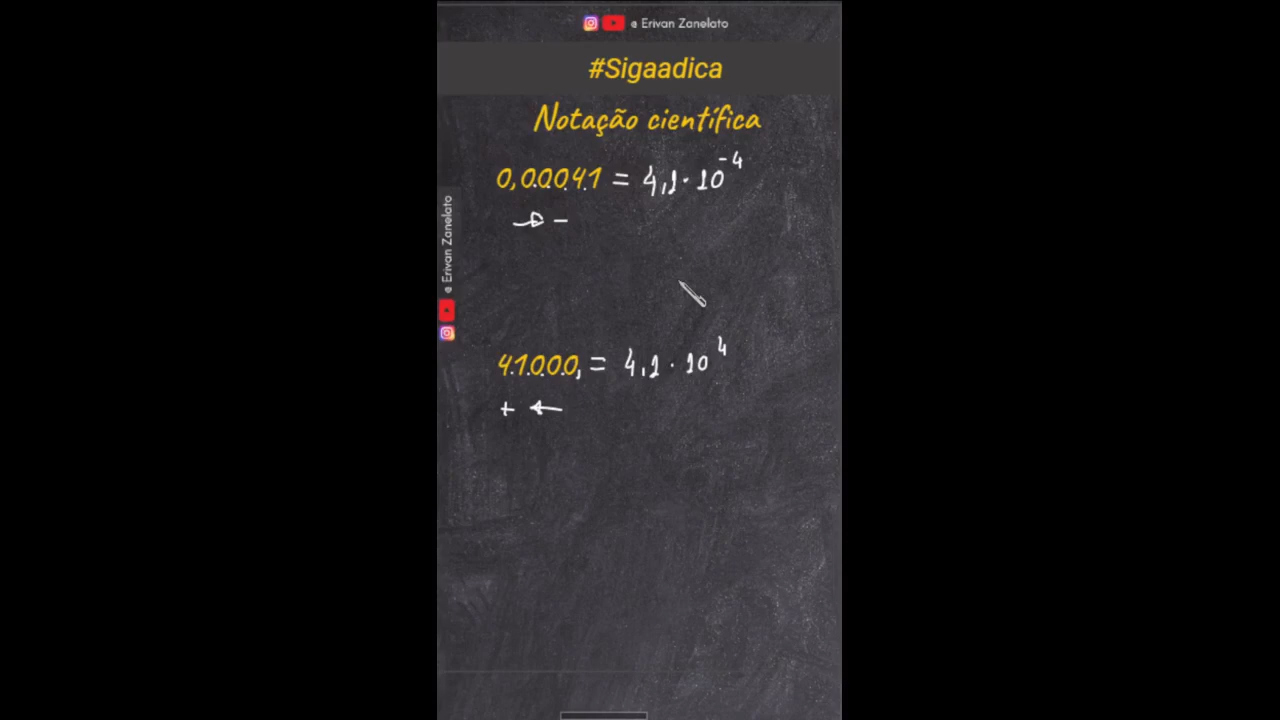 e Erivan Zanelato
#Sigaadica
Notação científica
0,00041 = 4,1 · 10⁻⁴
→ −
e Erivan Zanelato
41000, = 4,1 · 10⁴
+ ←